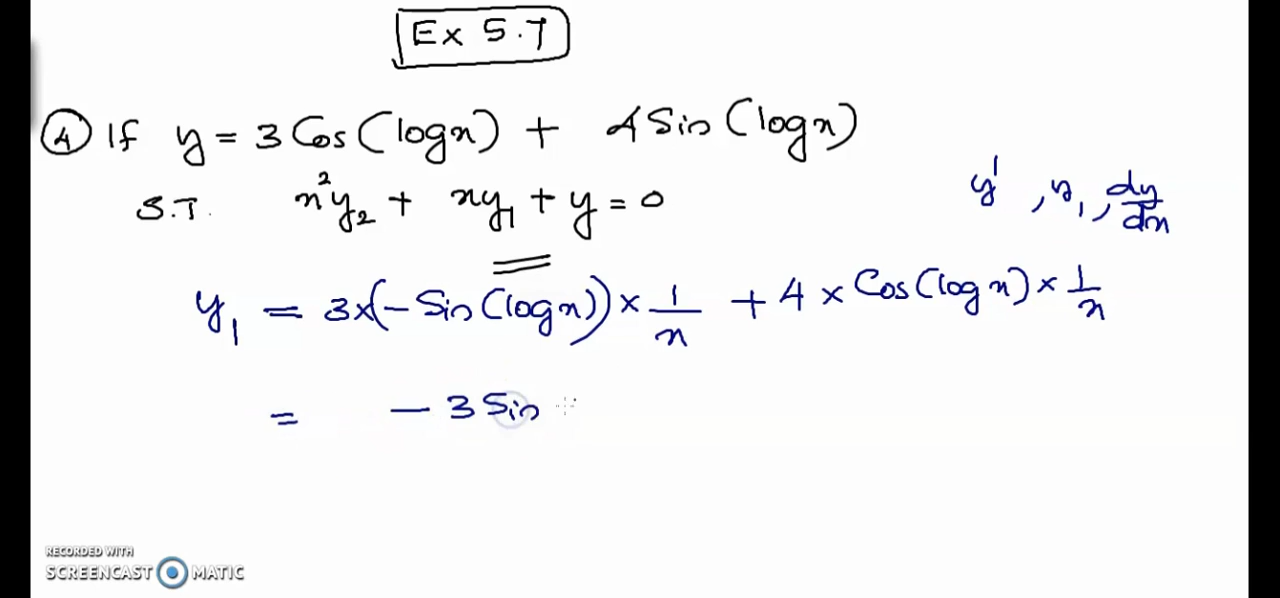 Ex 5.7
④ If y = 3 Cos (log x) + 4 Sin (log x)
S.T. x²y₂ + xy₁ + y = 0
y' , y₁ , dy/dx
y₁ = 3×(- Sin (log x)) × 1/x + 4 × Cos (log x) × 1/x
= - 3 Sin
RECORDED WITH
SCREENCAST MATIC